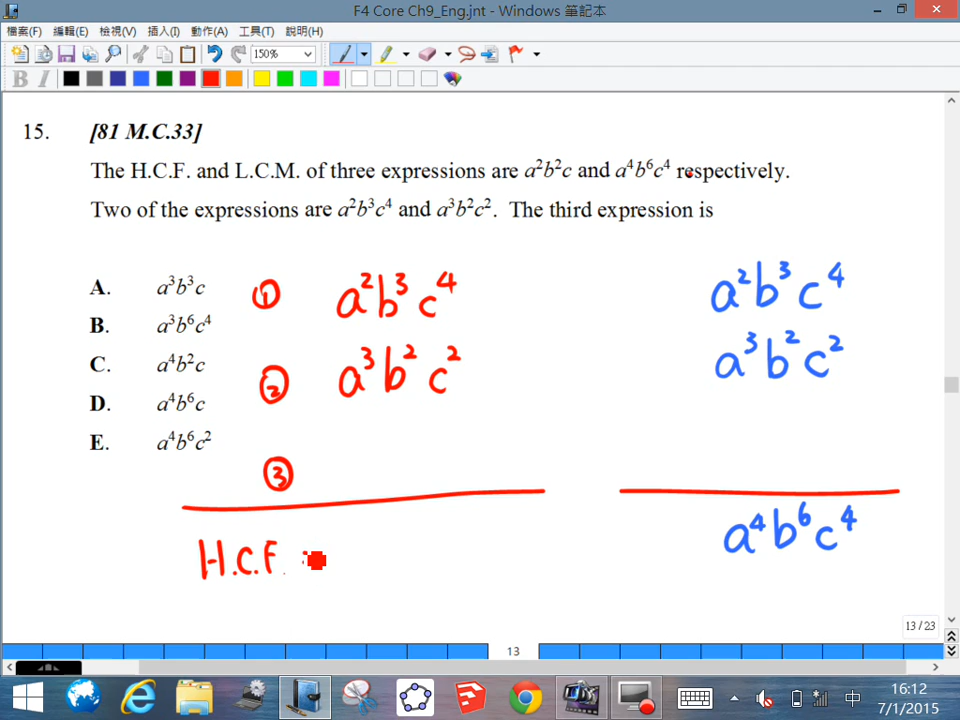 F4 Core Ch9_Eng.jnt - Windows 筆記本
檔案(F) 編輯(E) 檢視(V) 插入(I) 動作(A) 工具(T) 說明(H)
150%
B I
15. [81 M.C.33]
The H.C.F. and L.C.M. of three expressions are a²b²c and a⁴b⁶c⁴ respectively.
Two of the expressions are a²b³c⁴ and a³b²c². The third expression is
A. a³b³c
B. a³b⁶c⁴
C. a⁴b²c
D. a⁴b⁶c
E. a⁴b⁶c²
① a²b³c⁴
② a³b²c²
③
H.C.F.
a²b³c⁴
a³b²c²
a⁴b⁶c⁴
13 / 23
13
中
16:12
7/1/2015